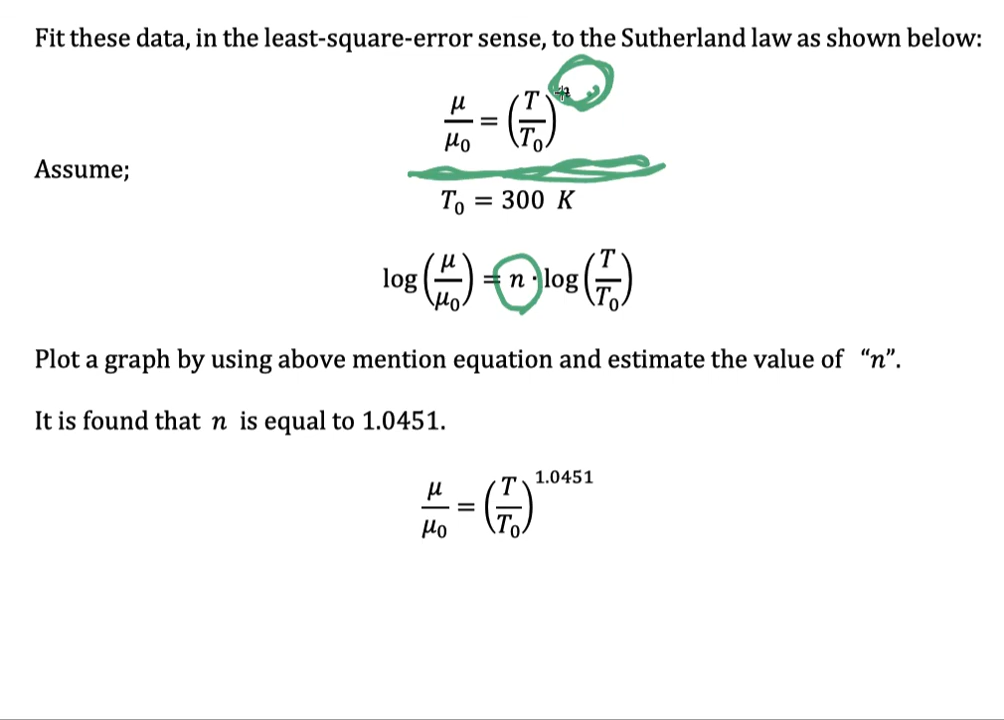 Fit these data, in the least-square-error sense, to the Sutherland law as shown below:
μ/μ₀ = (T/T₀)ⁿ
Assume;
T₀ = 300 K
log(μ/μ₀) = n · log(T/T₀)
Plot a graph by using above mention equation and estimate the value of “n”.
It is found that n is equal to 1.0451.
μ/μ₀ = (T/T₀)^1.0451